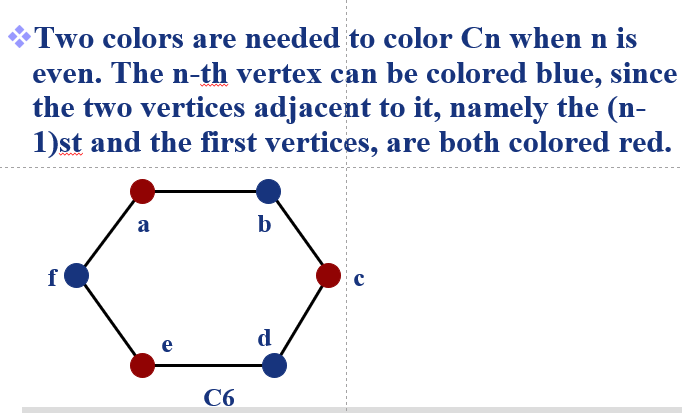 Two colors are needed to color Cn when n is
even. The n-th vertex can be colored blue, since
the two vertices adjacent to it, namely the (n-
1)st and the first vertices, are both colored red.
a
b
f
c
e
d
C6